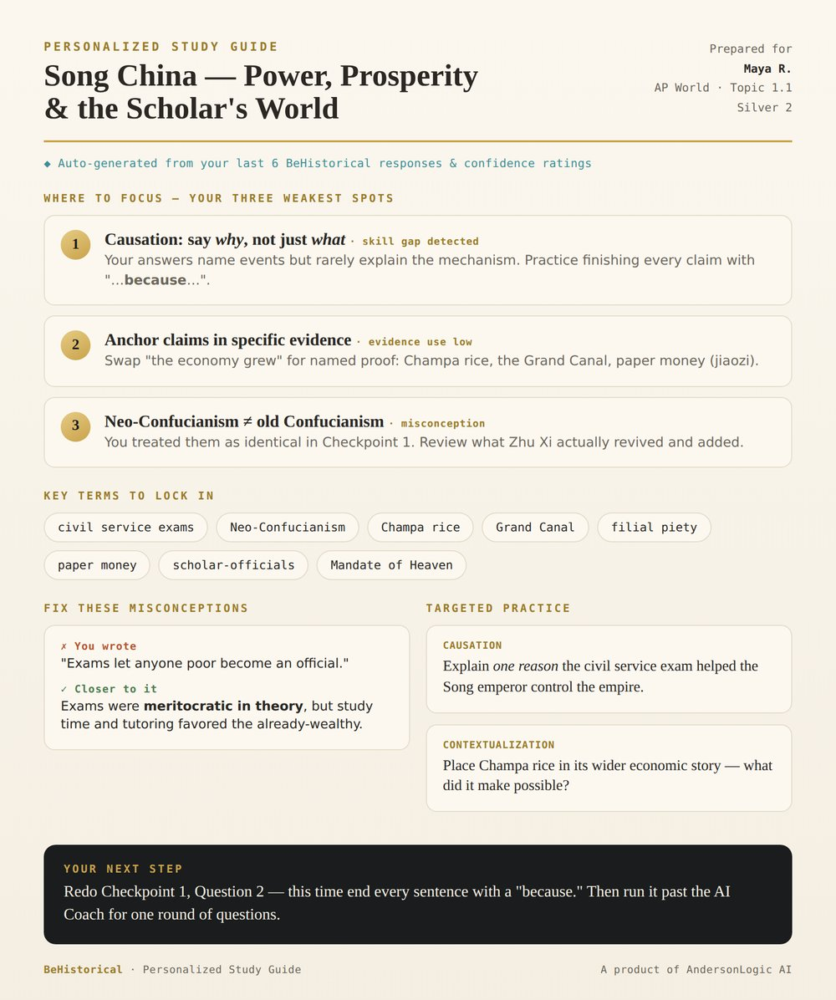 PERSONALIZED STUDY GUIDE
Song China — Power, Prosperity
& the Scholar's World
Prepared for
Maya R.
AP World · Topic 1.1
Silver 2
◆ Auto-generated from your last 6 BeHistorical responses & confidence ratings
WHERE TO FOCUS — YOUR THREE WEAKEST SPOTS
1
Causation: say why, not just what · skill gap detected
Your answers name events but rarely explain the mechanism. Practice finishing every claim with
"…because…".
2
Anchor claims in specific evidence · evidence use low
Swap "the economy grew" for named proof: Champa rice, the Grand Canal, paper money (jiaozi).
3
Neo-Confucianism ≠ old Confucianism · misconception
You treated them as identical in Checkpoint 1. Review what Zhu Xi actually revived and added.
KEY TERMS TO LOCK IN
civil service exams
Neo-Confucianism
Champa rice
Grand Canal
filial piety
paper money
scholar-officials
Mandate of Heaven
FIX THESE MISCONCEPTIONS
✗ You wrote
"Exams let anyone poor become an official."
✓ Closer to it
Exams were meritocratic in theory, but study
time and tutoring favored the already-wealthy.
TARGETED PRACTICE
CAUSATION
Explain one reason the civil service exam helped the
Song emperor control the empire.
CONTEXTUALIZATION
Place Champa rice in its wider economic story — what
did it make possible?
YOUR NEXT STEP
Redo Checkpoint 1, Question 2 — this time end every sentence with a "because." Then run it past the AI
Coach for one round of questions.
BeHistorical · Personalized Study Guide
A product of AndersonLogic AI